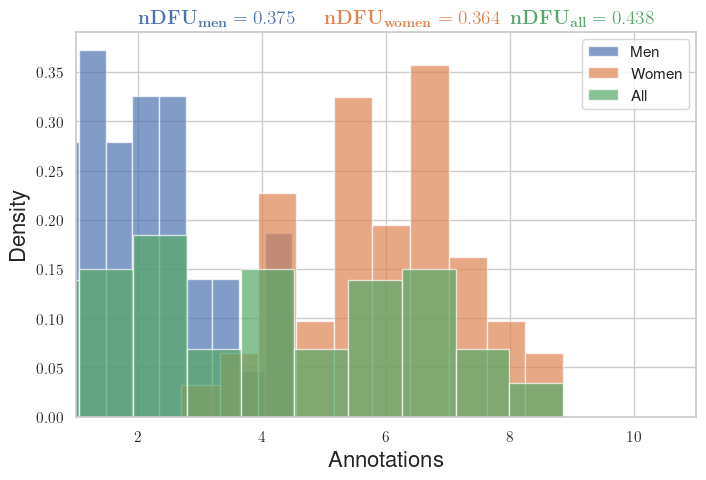 nDFU_men = 0.375 nDFU_women = 0.364 nDFU_all = 0.438
Men
Women
All
0.35
0.30
0.25
0.20
0.15
0.10
0.05
0.00
Density
2 4 6 8 10
Annotations